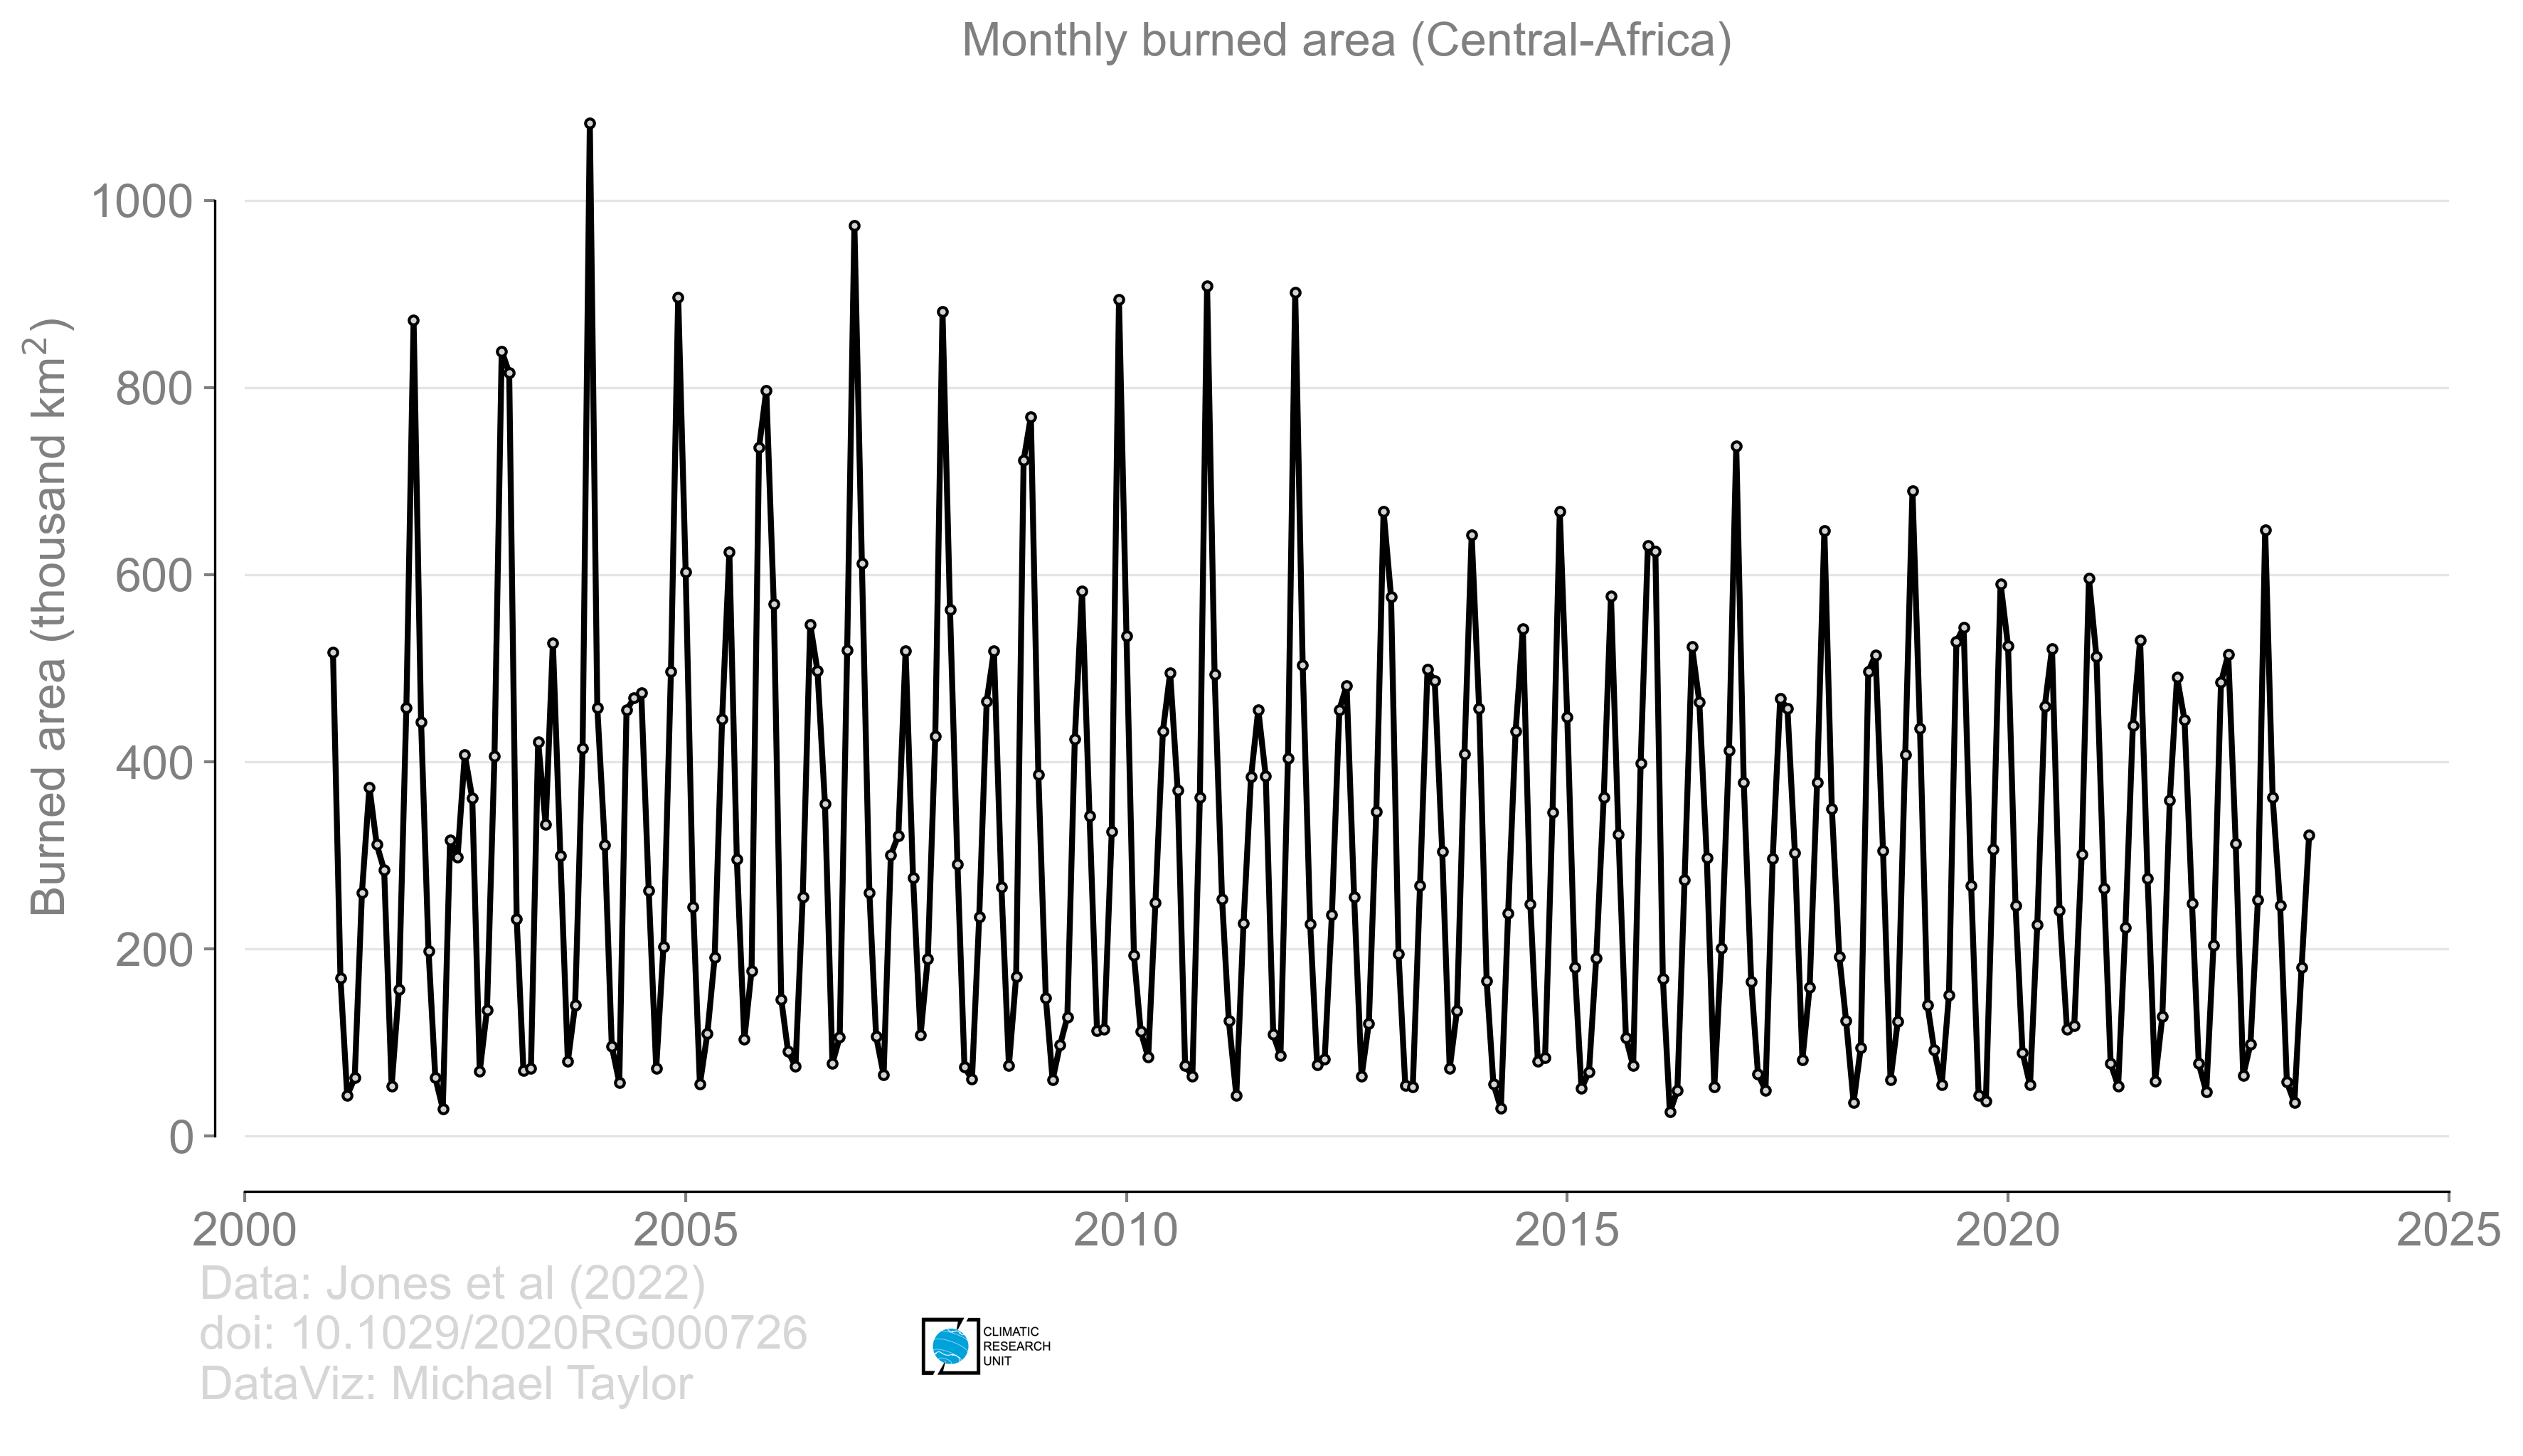 Monthly burned area (Central-Africa)
Burned area (thousand km²)
1000
800
600
400
200
0
2000 2005 2010 2015 2020 2025
Data: Jones et al (2022)
doi: 10.1029/2020RG000726
DataViz: Michael Taylor
CLIMATIC
RESEARCH
UNIT